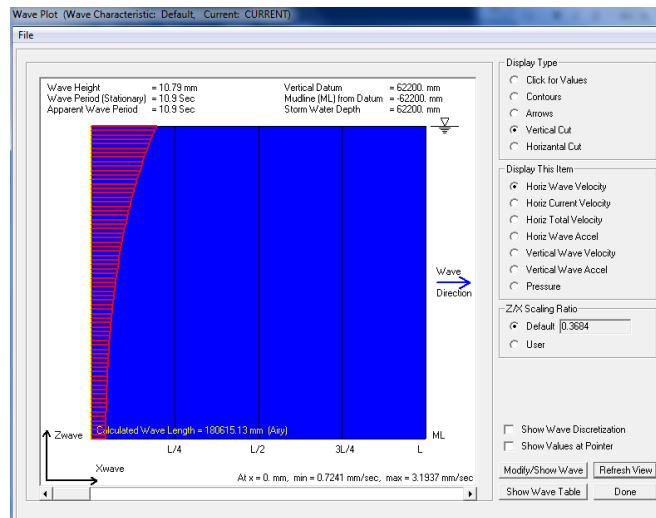 Wave Plot (Wave Characteristic: Default, Current: CURRENT)
File
Wave Height = 10.79 mm
Wave Period (Stationary) = 10.9 Sec
Apparent Wave Period = 10.9 Sec
Vertical Datum = 62200. mm
Mudline (ML) from Datum = -62200. mm
Storm Water Depth = 62200. mm
Wave
Direction
Calculated Wave Length = 180615.13 mm (Airy)
Zwave
ML
L/4
L/2
3L/4
L
Xwave
At x = 0. mm, min = 0.7241 mm/sec, max = 3.1937 mm/sec
Display Type
Click for Values
Contours
Arrows
Vertical Cut
Horizantal Cut
Display This Item
Horiz Wave Velocity
Horiz Current Velocity
Horiz Total Velocity
Horiz Wave Accel
Vertical Wave Velocity
Vertical Wave Accel
Pressure
Z/X Scaling Ratio
Default 0.3684
User
Show Wave Discretization
Show Values at Pointer
Modify/Show Wave
Refresh View
Show Wave Table
Done